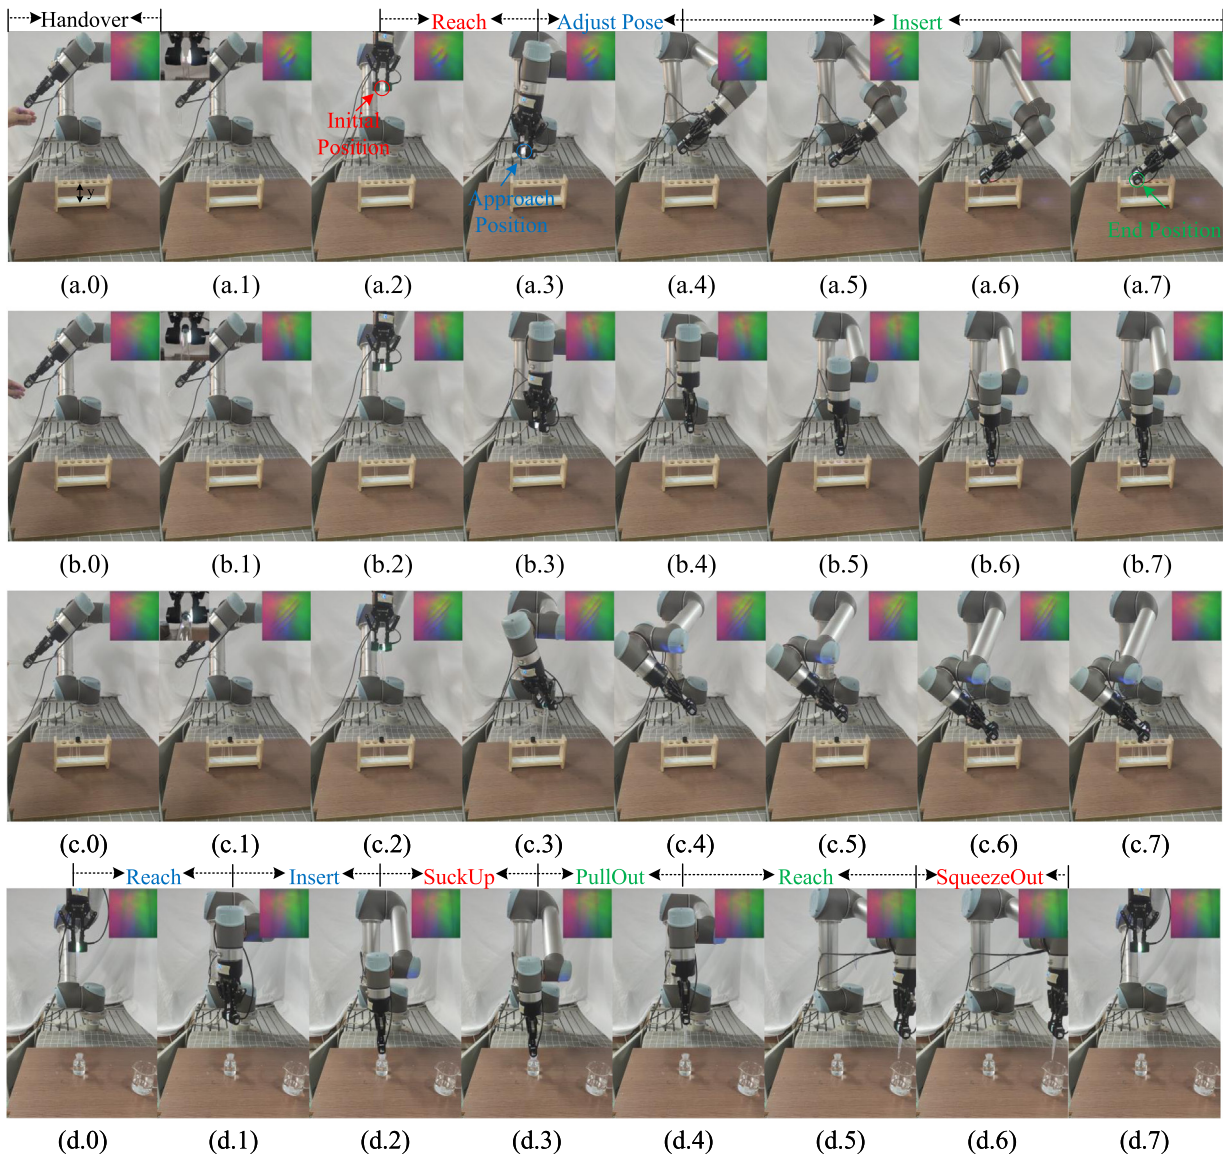 Handover Reach Adjust Pose Insert
Initial
Position
Approach
Position
y
End Position
(a.0) (a.1) (a.2) (a.3) (a.4) (a.5) (a.6) (a.7)
(b.0) (b.1) (b.2) (b.3) (b.4) (b.5) (b.6) (b.7)
(c.0) (c.1) (c.2) (c.3) (c.4) (c.5) (c.6) (c.7)
Reach Insert SuckUp PullOut Reach SqueezeOut
(d.0) (d.1) (d.2) (d.3) (d.4) (d.5) (d.6) (d.7)